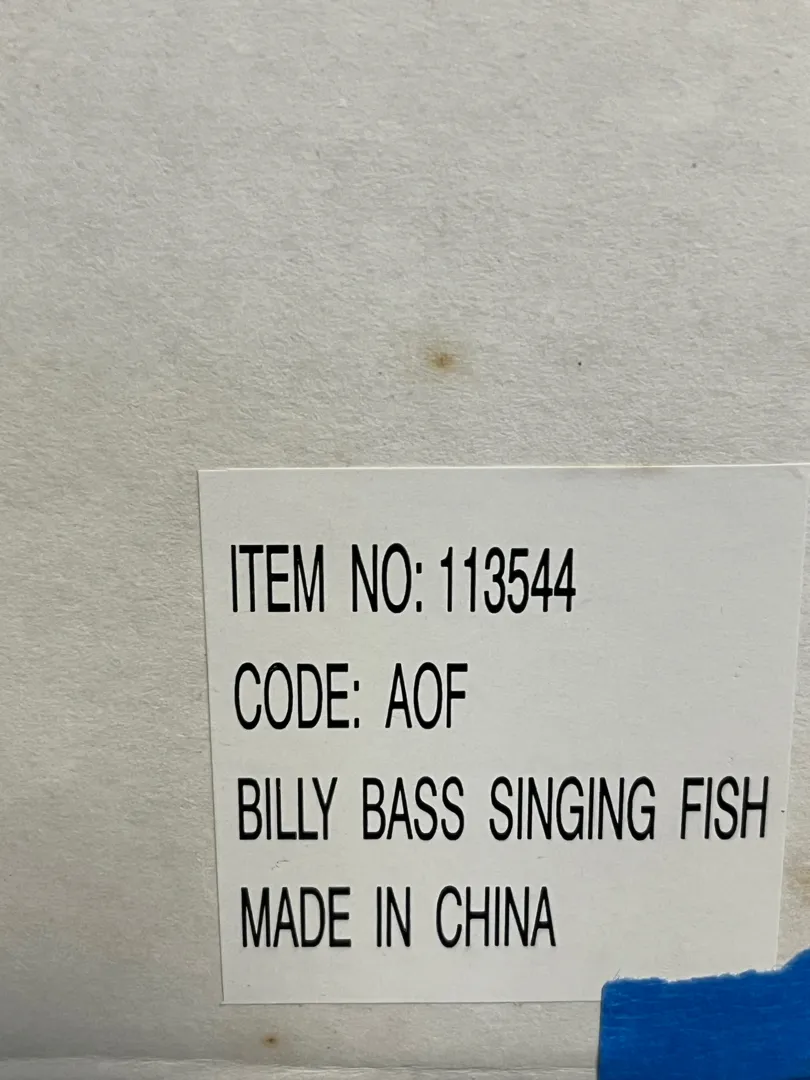 ITEM NO: 113544
CODE: AOF
BILLY BASS SINGING FISH
MADE IN CHINA